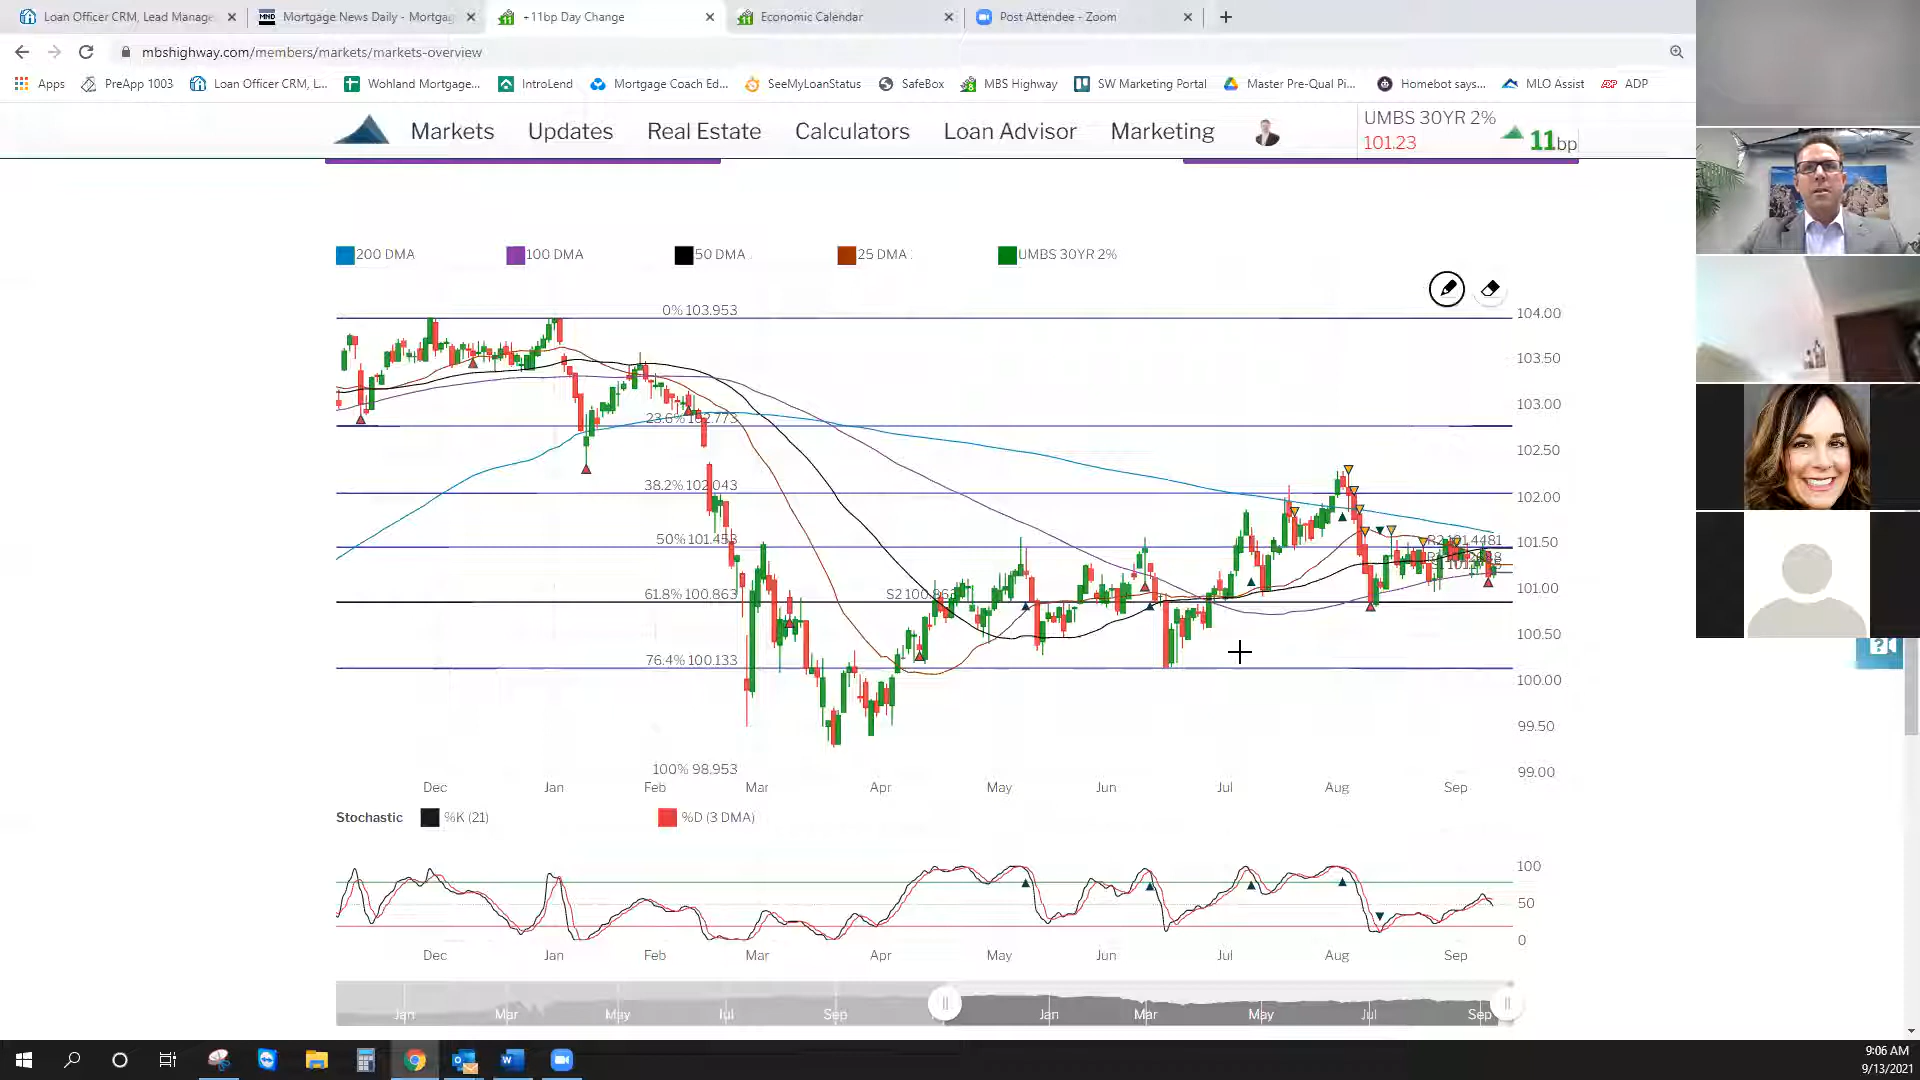 Loan Officer CRM, Lead Manage
Mortgage News Daily - Mortga
+11bp Day Change
Economic Calendar
Post Attendee - Zoom
mbshighway.com/members/markets/markets-overview
Apps
PreApp 1003
Loan Officer CRM, L...
Wohland Mortgage...
IntroLend
Mortgage Coach Ed...
SeeMyLoanStatus
SafeBox
MBS Highway
SW Marketing Portal
Master Pre-Qual Pi...
Homebot says...
MLO Assist
ADP
Markets
Updates
Real Estate
Calculators
Loan Advisor
Marketing
UMBS 30YR 2%
101.23
11bp
200 DMA
100 DMA
50 DMA
25 DMA
UMBS 30YR 2%
0% 103.953
23.6% 102.773
38.2% 102.043
50% 101.453
61.8% 100.863
76.4% 100.133
100% 98.953
R2 101.4481
104.00
103.50
103.00
102.50
102.00
101.50
101.00
100.50
100.00
99.50
99.00
Dec
Jan
Feb
Mar
Apr
May
Jun
Jul
Aug
Sep
Stochastic
%K (21)
%D (3 DMA)
100
50
0
Dec
Jan
Feb
Mar
Apr
May
Jun
Jul
Aug
Sep
Jan
Mar
May
Jul
Sep
Jan
Mar
May
Jul
Sep
9:06 AM
9/13/2021